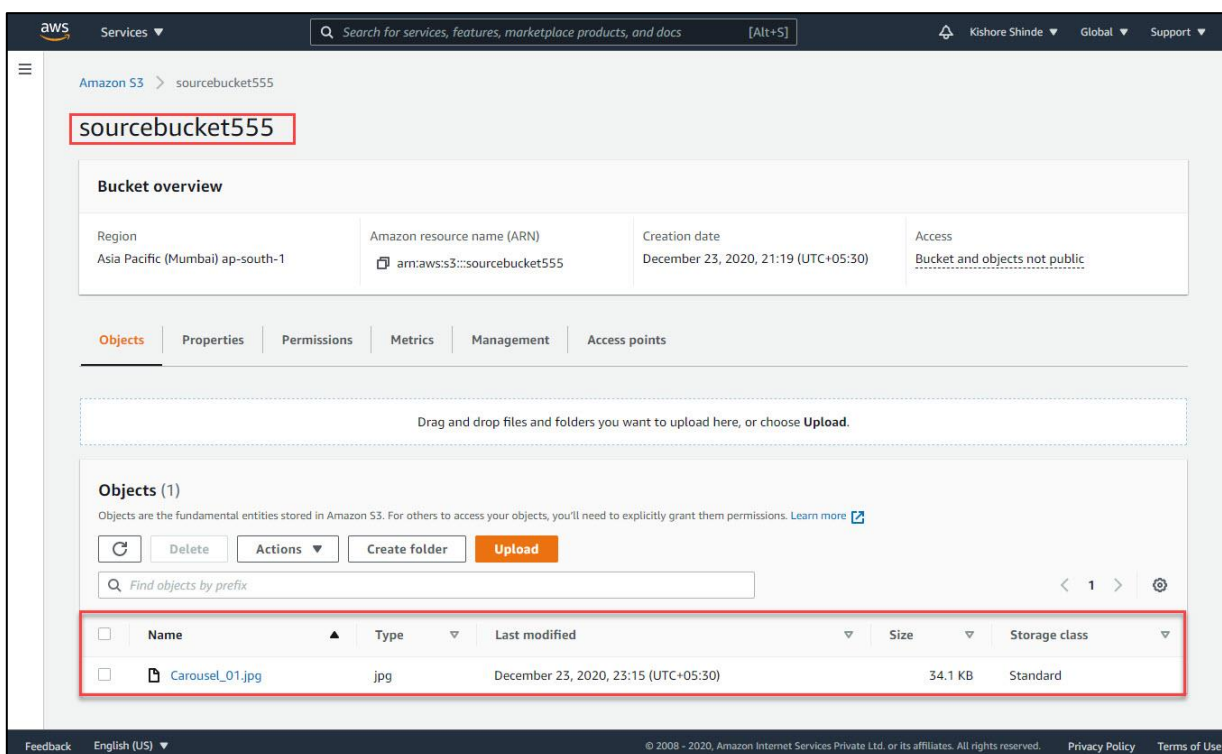 aws Services Search for services, features, marketplace products, and docs [Alt+S] Kishore Shinde Global Support
Amazon S3 > sourcebucket555
sourcebucket555
Bucket overview
Region Amazon resource name (ARN) Creation date Access
Asia Pacific (Mumbai) ap-south-1 arn:aws:s3:::sourcebucket555 December 23, 2020, 21:19 (UTC+05:30) Bucket and objects not public
Objects Properties Permissions Metrics Management Access points
Drag and drop files and folders you want to upload here, or choose Upload.
Objects (1)
Objects are the fundamental entities stored in Amazon S3. For others to access your objects, you'll need to explicitly grant them permissions. Learn more
Delete Actions Create folder Upload
Find objects by prefix < 1 >
Name Type Last modified Size Storage class
Carousel_01.jpg jpg December 23, 2020, 23:15 (UTC+05:30) 34.1 KB Standard
Feedback English (US) © 2008 - 2020, Amazon Internet Services Private Ltd. or its affiliates. All rights reserved. Privacy Policy Terms of Use